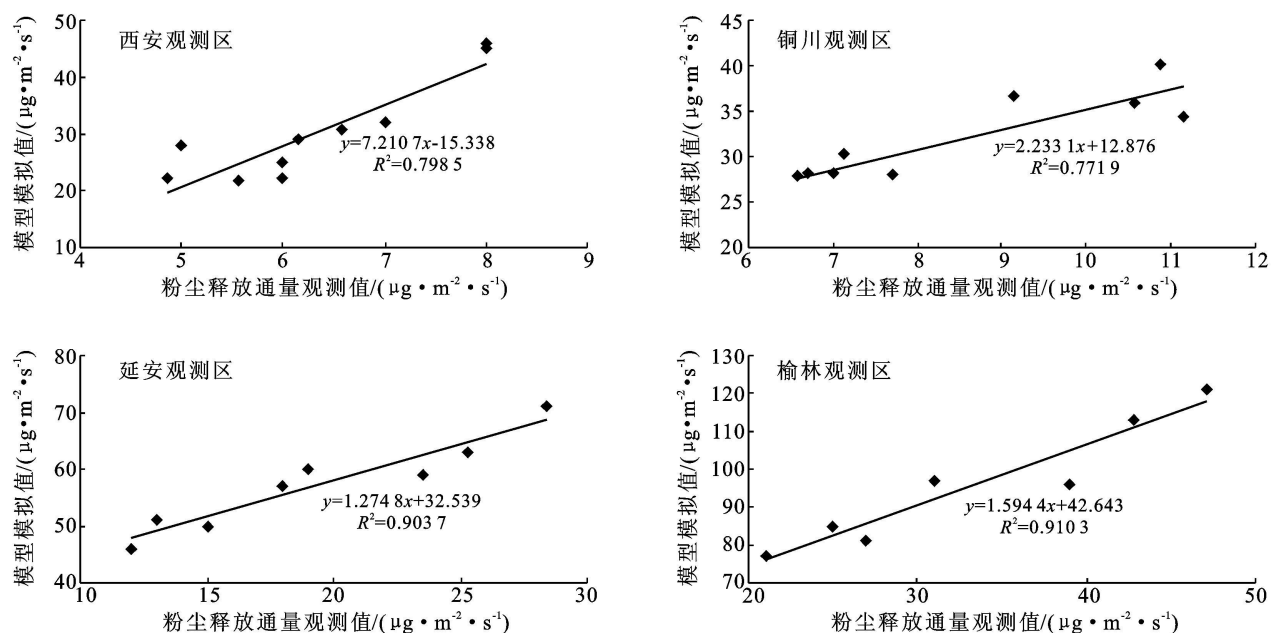 西安观测区
模型模拟值/(μg•m⁻²•s⁻¹)
50
40
30
20
10
y=7.210 7x-15.338
R²=0.798 5
4 5 6 7 8 9
粉尘释放通量观测值/(μg•m⁻²•s⁻¹)
铜川观测区
模型模拟值/(μg•m⁻²•s⁻¹)
45
40
35
30
25
20
y=2.233 1x+12.876
R²=0.771 9
6 7 8 9 10 11 12
粉尘释放通量观测值/(μg•m⁻²•s⁻¹)
延安观测区
模型模拟值/(μg•m⁻²•s⁻¹)
80
70
60
50
40
y=1.274 8x+32.539
R²=0.903 7
10 15 20 25 30
粉尘释放通量观测值/(μg•m⁻²•s⁻¹)
榆林观测区
模型模拟值/(μg•m⁻²•s⁻¹)
130
120
110
100
90
80
70
y=1.594 4x+42.643
R²=0.910 3
20 30 40 50
粉尘释放通量观测值/(μg•m⁻²•s⁻¹)